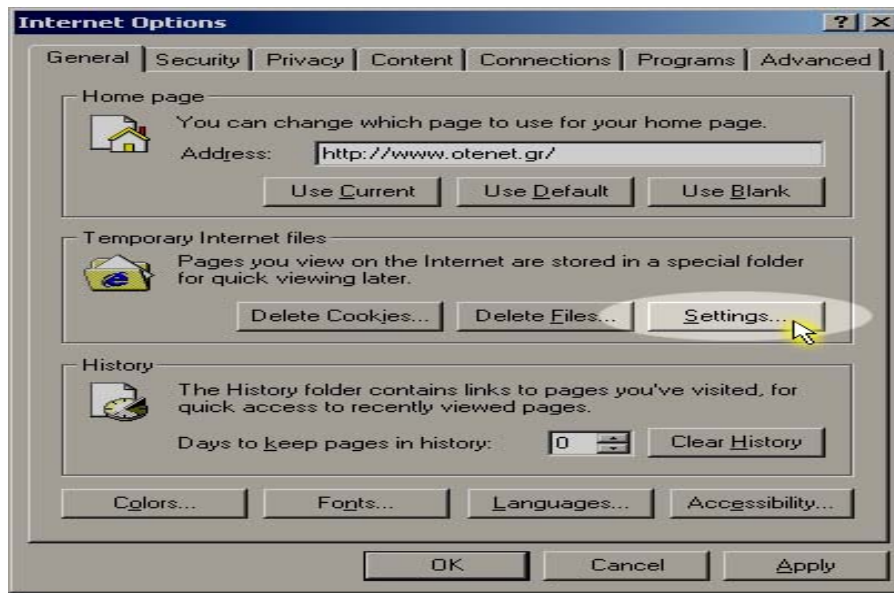 Internet Options
General Security Privacy Content Connections Programs Advanced
Home page
You can change which page to use for your home page.
Address: http://www.otenet.gr/
Use Current Use Default Use Blank
Temporary Internet files
Pages you view on the Internet are stored in a special folder
for quick viewing later.
Delete Cookies... Delete Files... Settings...
History
The History folder contains links to pages you've visited, for
quick access to recently viewed pages.
Days to keep pages in history: 0 Clear History
Colors... Fonts... Languages... Accessibility...
OK Cancel Apply